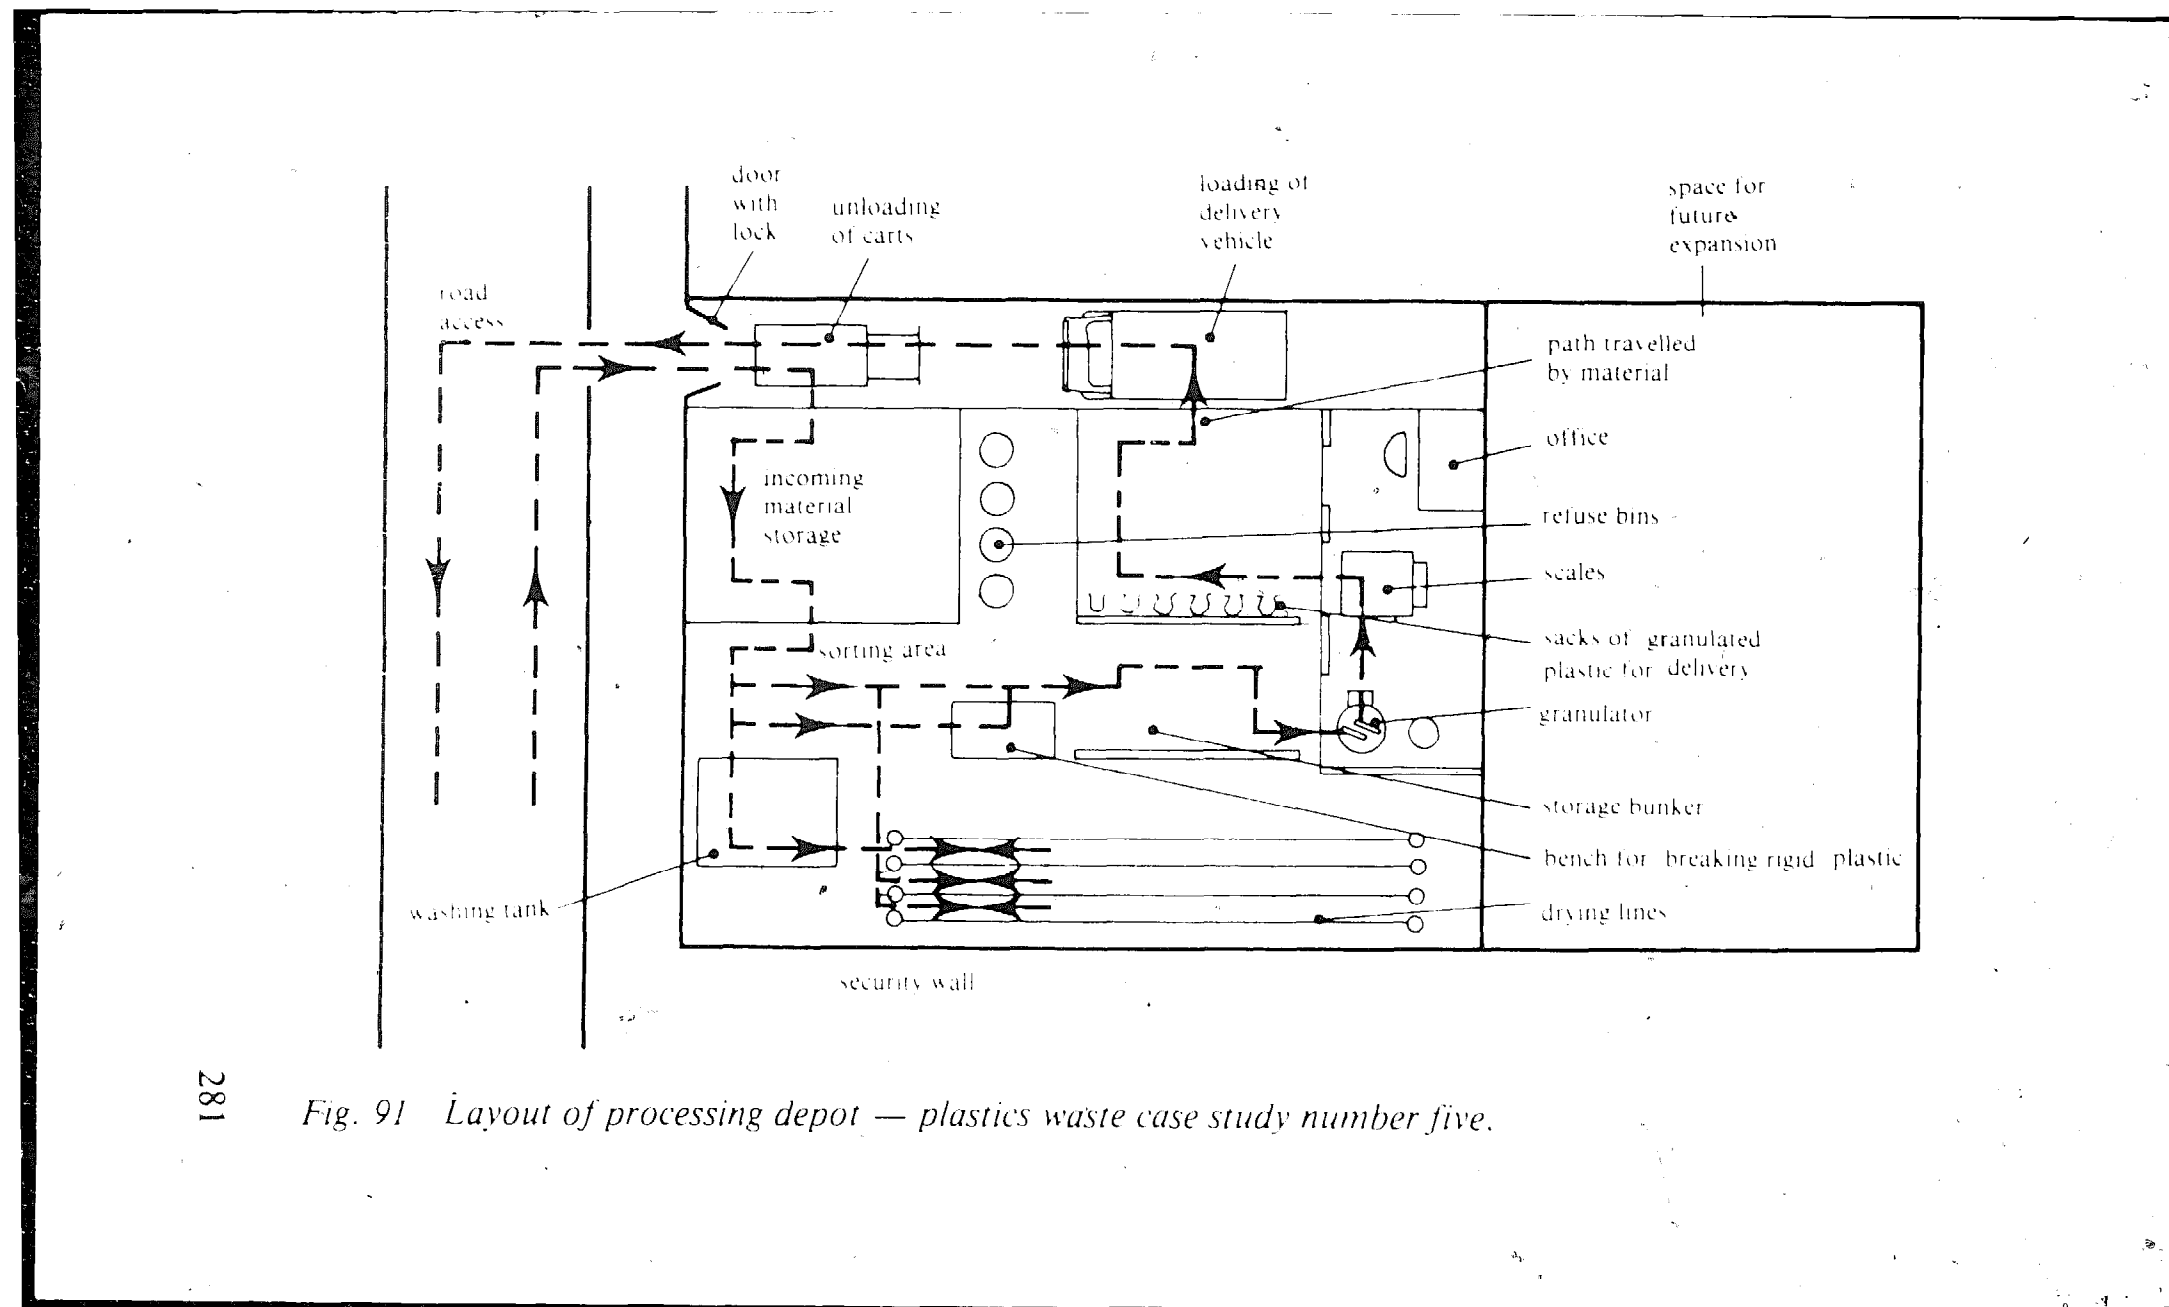 door
with
lock
unloading
of carts
loading of
delivery
vehicle
space for
future
expansion
road
access
path travelled
by material
office
incoming
material
storage
refuse bins
scales
sorting area
sacks of granulated
plastic for delivery
granulator
storage bunker
bench for breaking rigid plastic
washing tank
drying lines
security wall
281
Fig. 91 Layout of processing depot — plastics waste case study number five.